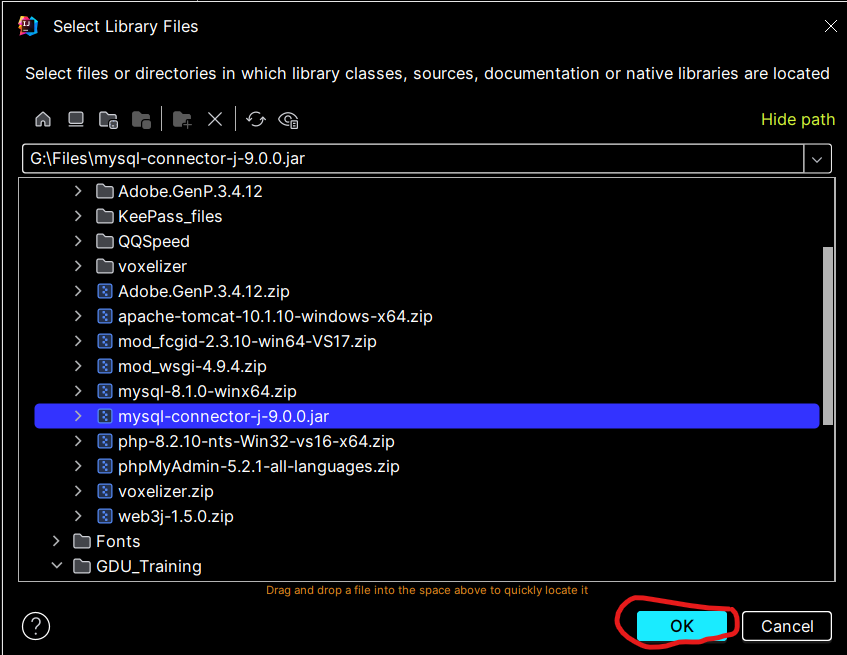 Select Library Files
Select files or directories in which library classes, sources, documentation or native libraries are located
Hide path
G:\Files\mysql-connector-j-9.0.0.jar
Adobe.GenP.3.4.12
KeePass_files
QQSpeed
voxelizer
Adobe.GenP.3.4.12.zip
apache-tomcat-10.1.10-windows-x64.zip
mod_fcgid-2.3.10-win64-VS17.zip
mod_wsgi-4.9.4.zip
mysql-8.1.0-winx64.zip
mysql-connector-j-9.0.0.jar
php-8.2.10-nts-Win32-vs16-x64.zip
phpMyAdmin-5.2.1-all-languages.zip
voxelizer.zip
web3j-1.5.0.zip
Fonts
GDU_Training
Drag and drop a file into the space above to quickly locate it
? OK Cancel